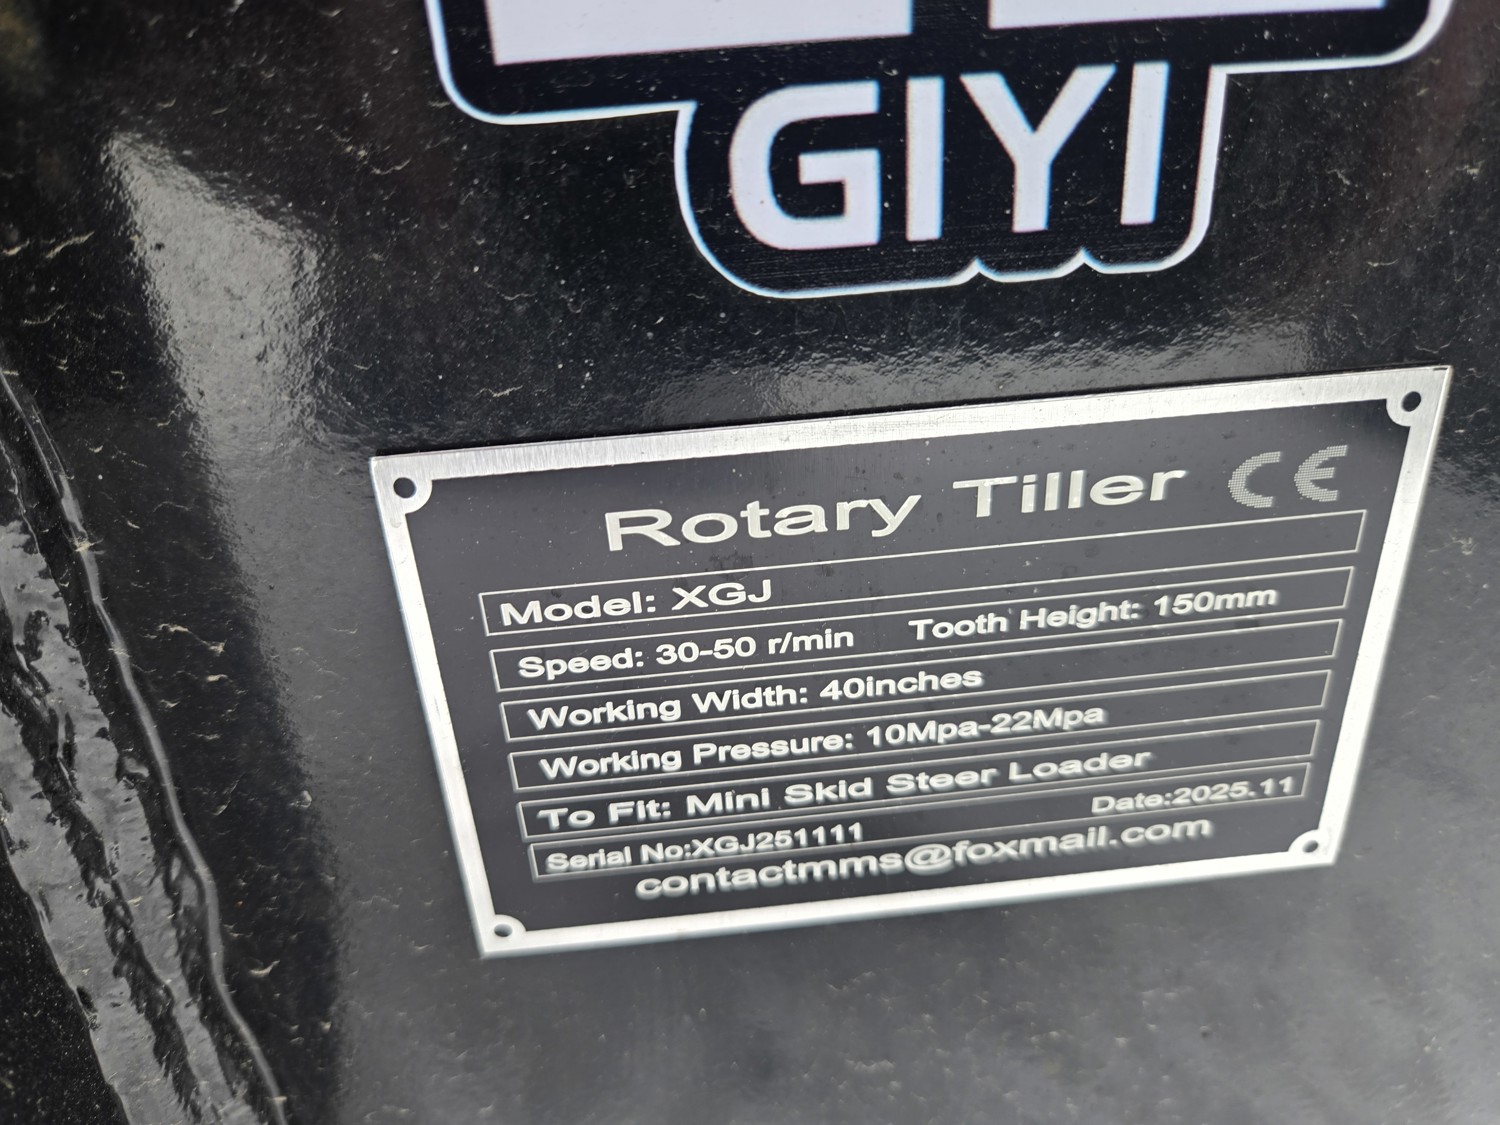 GIYI
Rotary Tiller CE
Model: XGJ
Speed: 30-50 r/min Tooth Height: 150mm
Working Width: 40inches
Working Pressure: 10Mpa-22Mpa
To Fit: Mini Skid Steer Loader
Serial No:XGJ251111 Date:2025.11
contactmms@foxmail.com